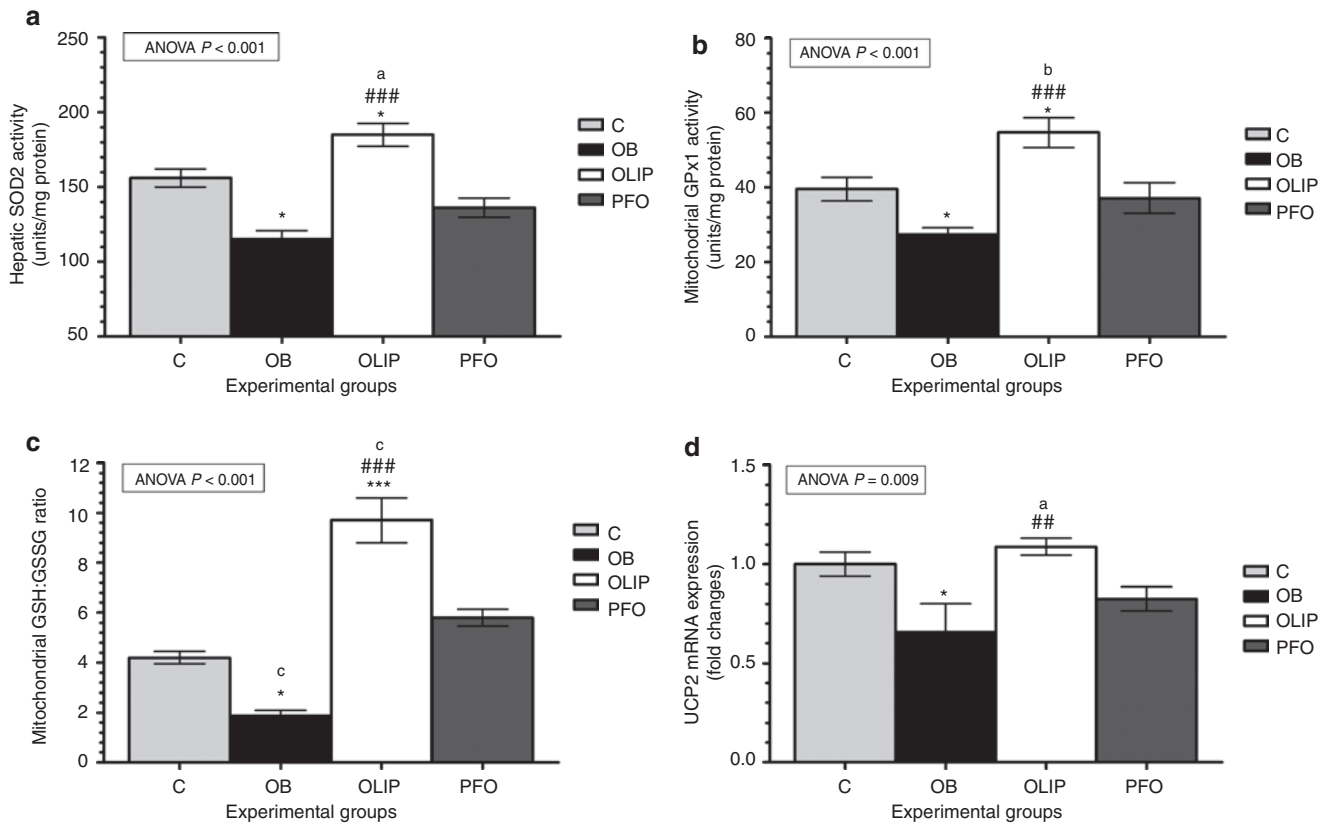 a
250
200
150
100
50
Hepatic SOD2 activity
(units/mg protein)
ANOVA P < 0.001
*
a
###
*
C
OB
OLIP
PFO
C OB OLIP PFO
Experimental groups
b
80
60
40
20
0
Mitochodrial GPx1 activity
(units/mg protein)
ANOVA P < 0.001
*
b
###
*
C
OB
OLIP
PFO
C OB OLIP PFO
Experimental groups
c
12
10
8
6
4
2
0
Mitochondrial GSH:GSSG ratio
ANOVA P < 0.001
c
*
c
###
***
C
OB
OLIP
PFO
C OB OLIP PFO
Experimental groups
d
1.5
1.0
0.5
0.0
UCP2 mRNA expression
(fold changes)
ANOVA P = 0.009
*
a
##
C
OB
OLIP
PFO
C OB OLIP PFO
Experimental groups